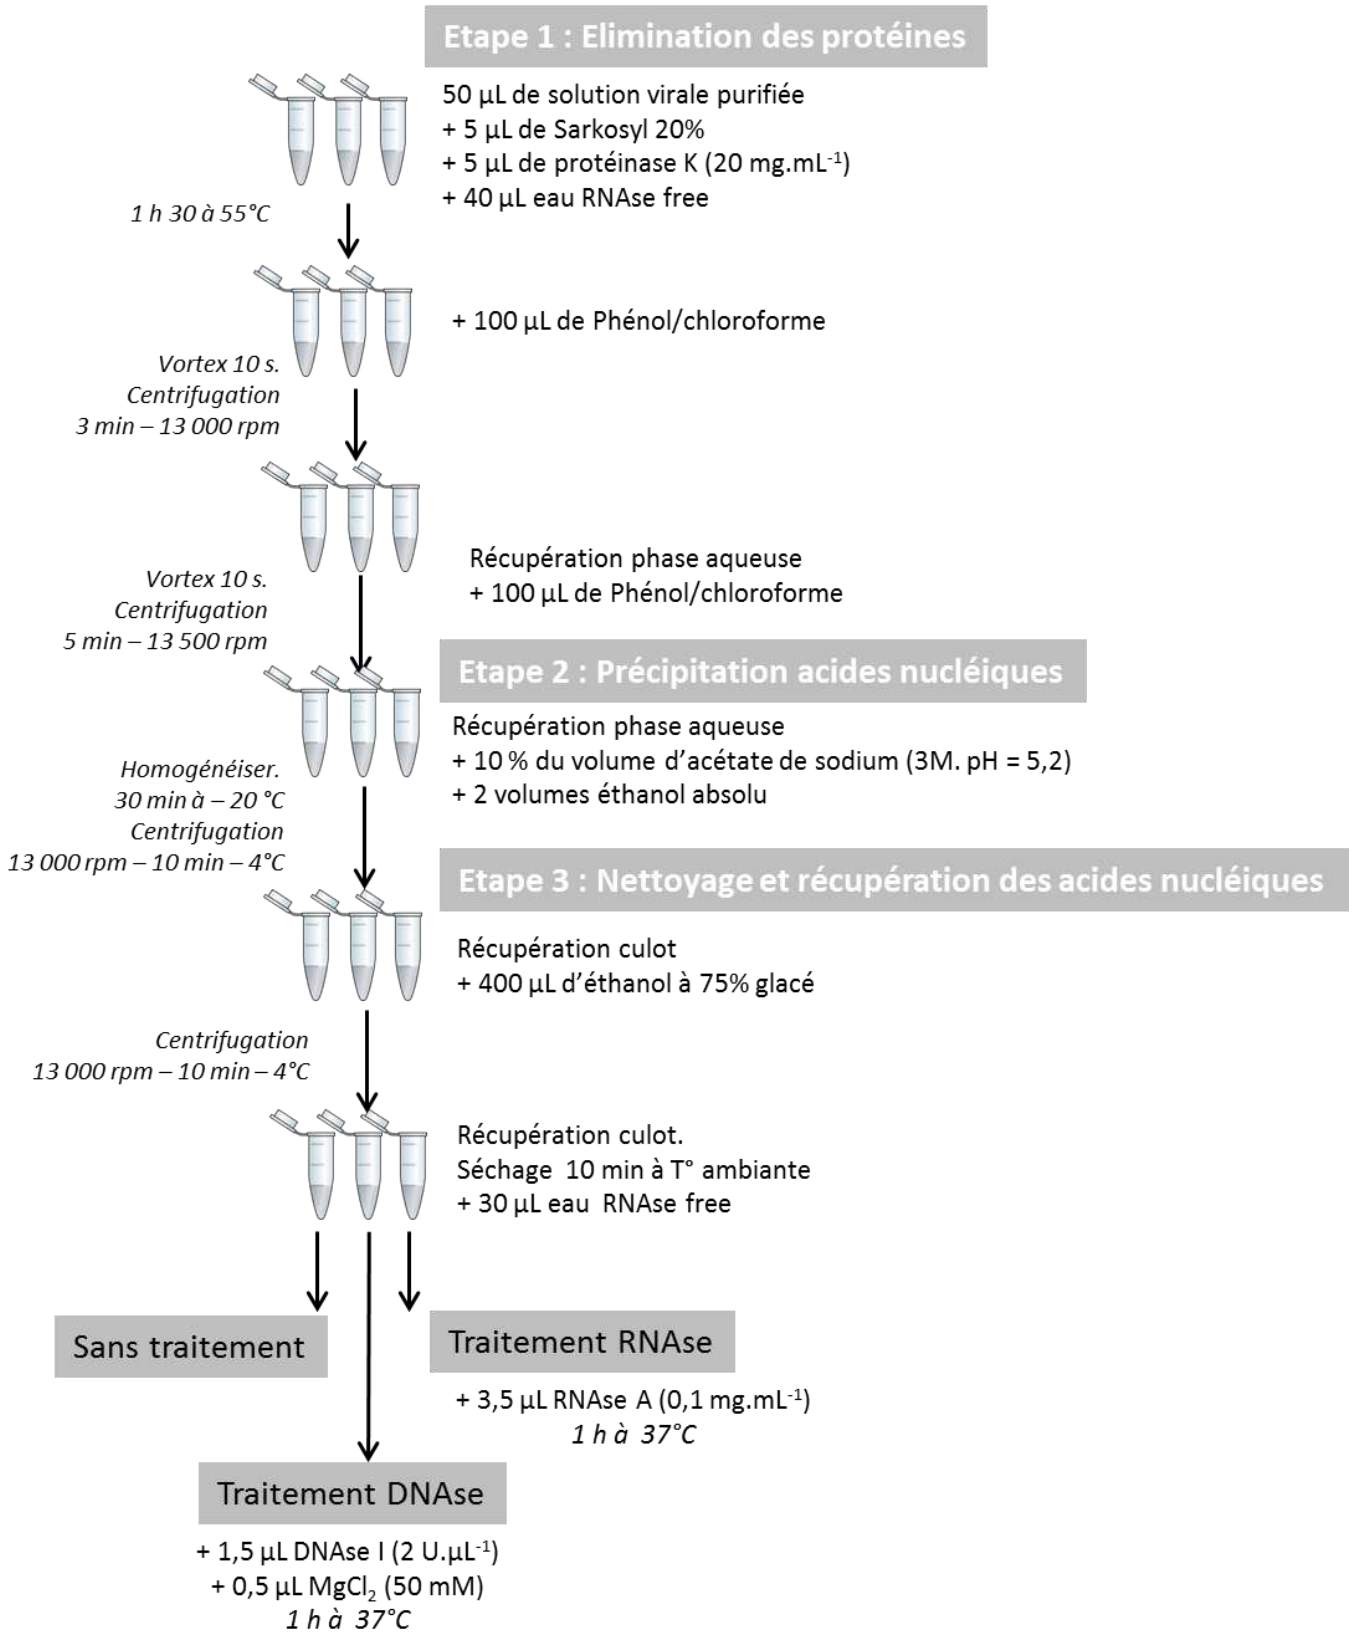 Etape 1 : Elimination des protéines
50 µL de solution virale purifiée
+ 5 µL de Sarkosyl 20%
+ 5 µL de protéinase K (20 mg.mL-1)
+ 40 µL eau RNAse free
1 h 30 à 55°C
+ 100 µL de Phénol/chloroforme
Vortex 10 s.
Centrifugation
3 min – 13 000 rpm
Récupération phase aqueuse
+ 100 µL de Phénol/chloroforme
Vortex 10 s.
Centrifugation
5 min – 13 500 rpm
Etape 2 : Précipitation acides nucléiques
Récupération phase aqueuse
+ 10 % du volume d’acétate de sodium (3M. pH = 5,2)
+ 2 volumes éthanol absolu
Homogénéiser.
30 min à – 20 °C
Centrifugation
13 000 rpm – 10 min – 4°C
Etape 3 : Nettoyage et récupération des acides nucléiques
Récupération culot
+ 400 µL d’éthanol à 75% glacé
Centrifugation
13 000 rpm – 10 min – 4°C
Récupération culot.
Séchage 10 min à T° ambiante
+ 30 µL eau RNAse free
Sans traitement
Traitement RNAse
+ 3,5 µL RNAse A (0,1 mg.mL-1)
1 h à 37°C
Traitement DNAse
+ 1,5 µL DNAse I (2 U.µL-1)
+ 0,5 µL MgCl2 (50 mM)
1 h à 37°C